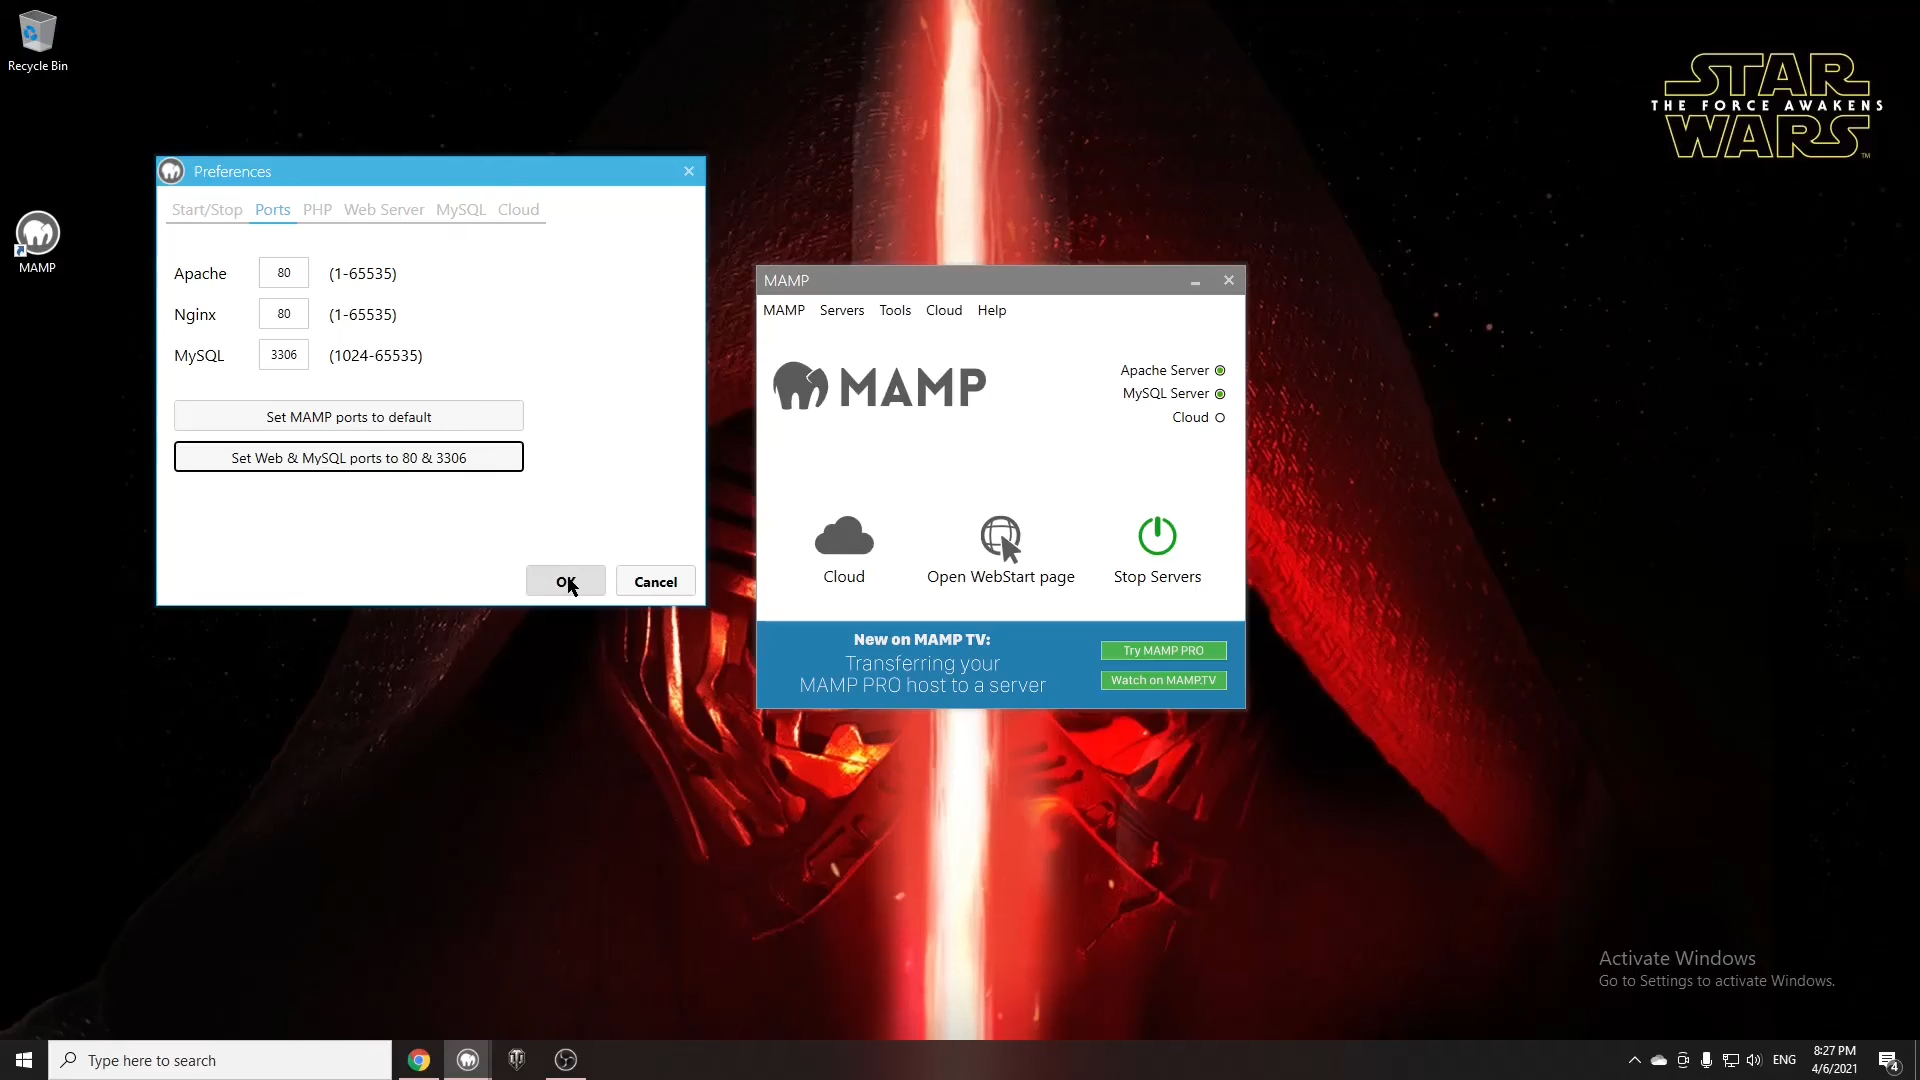 Recycle Bin
STAR
THE FORCE AWAKENS
WARS
TM
MAMP
Preferences
Start/Stop Ports PHP Web Server MySQL Cloud
Apache 80 (1-65535)
Nginx 80 (1-65535)
MySQL 3306 (1024-65535)
Set MAMP ports to default
Set Web & MySQL ports to 80 & 3306
OK Cancel
MAMP
MAMP Servers Tools Cloud Help
MAMP
Apache Server
MySQL Server
Cloud
Cloud Open WebStart page Stop Servers
New on MAMP TV:
Transferring your
MAMP PRO host to a server
Try MAMP PRO
Watch on MAMP.TV
Activate Windows
Go to Settings to activate Windows.
Type here to search
ENG
8:27 PM
4/6/2021
4